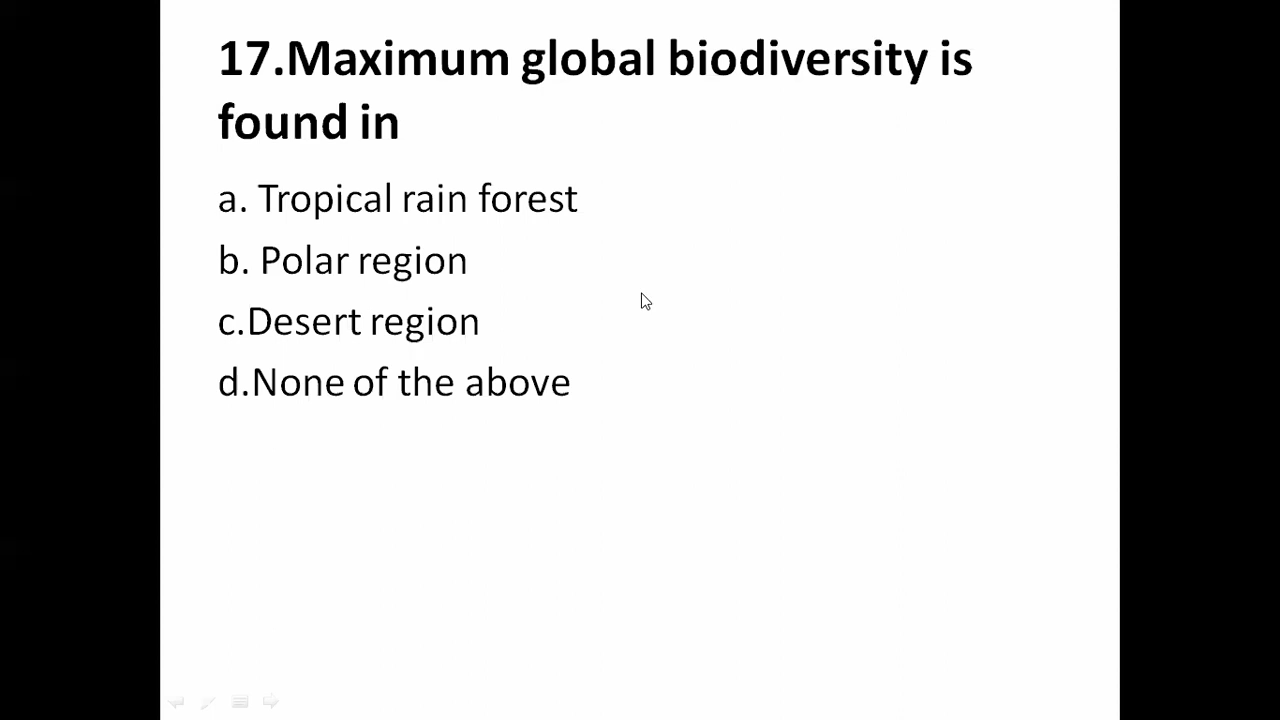 17.Maximum global biodiversity is
found in
a. Tropical rain forest
b. Polar region
c.Desert region
d.None of the above